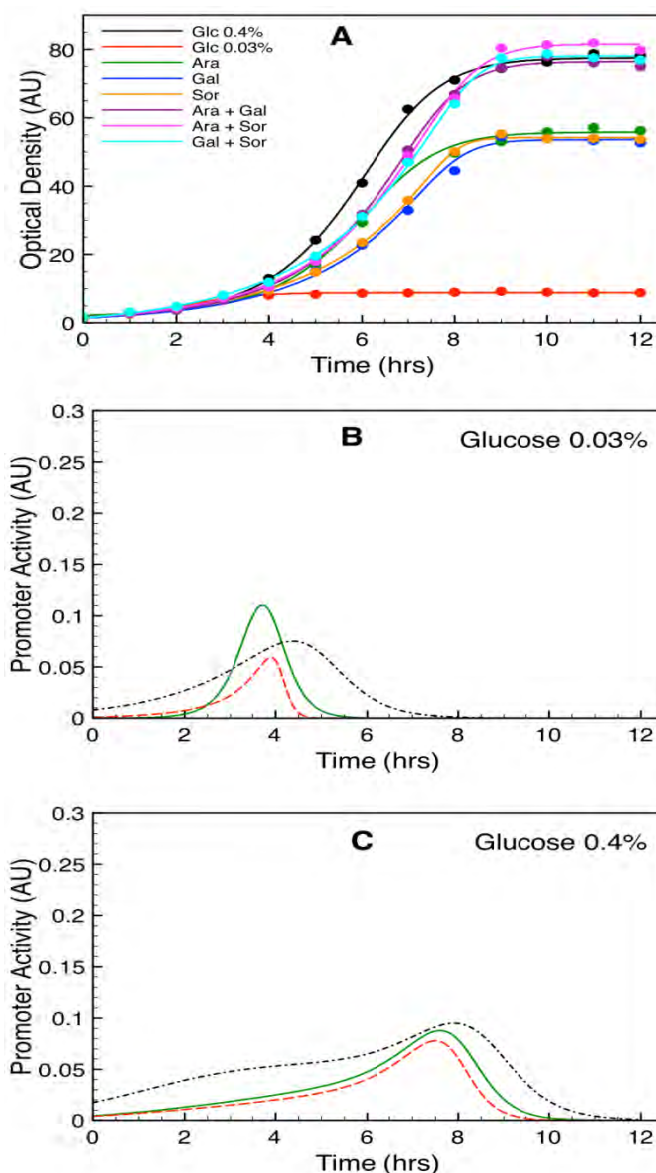 A
Glc 0.4%
Glc 0.03%
Ara
Gal
Sor
Ara + Gal
Ara + Sor
Gal + Sor
Optical Density (AU)
80
60
40
20
0
0 2 4 6 8 10 12
Time (hrs)
B
Glucose 0.03%
Promoter Activity (AU)
0.3
0.25
0.2
0.15
0.1
0.05
0
0 2 4 6 8 10 12
Time (hrs)
C
Glucose 0.4%
Promoter Activity (AU)
0.3
0.25
0.2
0.15
0.1
0.05
0
0 2 4 6 8 10 12
Time (hrs)